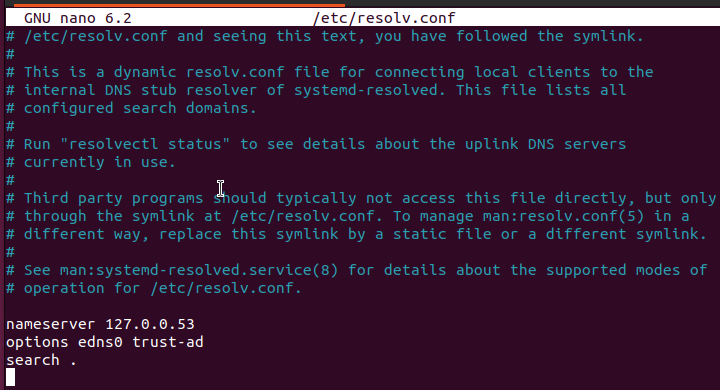 GNU nano 6.2 /etc/resolv.conf
# /etc/resolv.conf and seeing this text, you have followed the symlink.
#
# This is a dynamic resolv.conf file for connecting local clients to the
# internal DNS stub resolver of systemd-resolved. This file lists all
# configured search domains.
#
# Run "resolvectl status" to see details about the uplink DNS servers
# currently in use.
#
# Third party programs should typically not access this file directly, but only
# through the symlink at /etc/resolv.conf. To manage man:resolv.conf(5) in a
# different way, replace this symlink by a static file or a different symlink.
#
# See man:systemd-resolved.service(8) for details about the supported modes of
# operation for /etc/resolv.conf.
nameserver 127.0.0.53
options edns0 trust-ad
search .